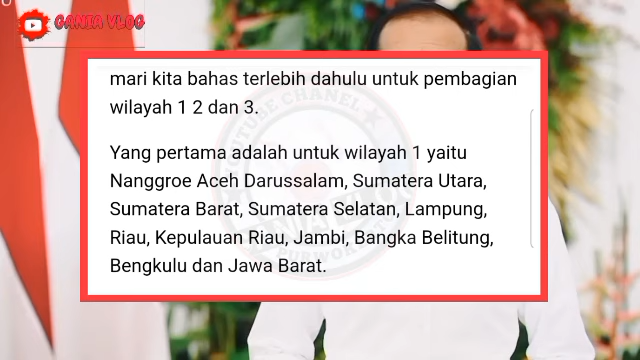 GANIA VLOG
mari kita bahas terlebih dahulu untuk pembagian
wilayah 1 2 dan 3.
Yang pertama adalah untuk wilayah 1 yaitu
Nanggroe Aceh Darussalam, Sumatera Utara,
Sumatera Barat, Sumatera Selatan, Lampung,
Riau, Kepulauan Riau, Jambi, Bangka Belitung,
Bengkulu dan Jawa Barat.